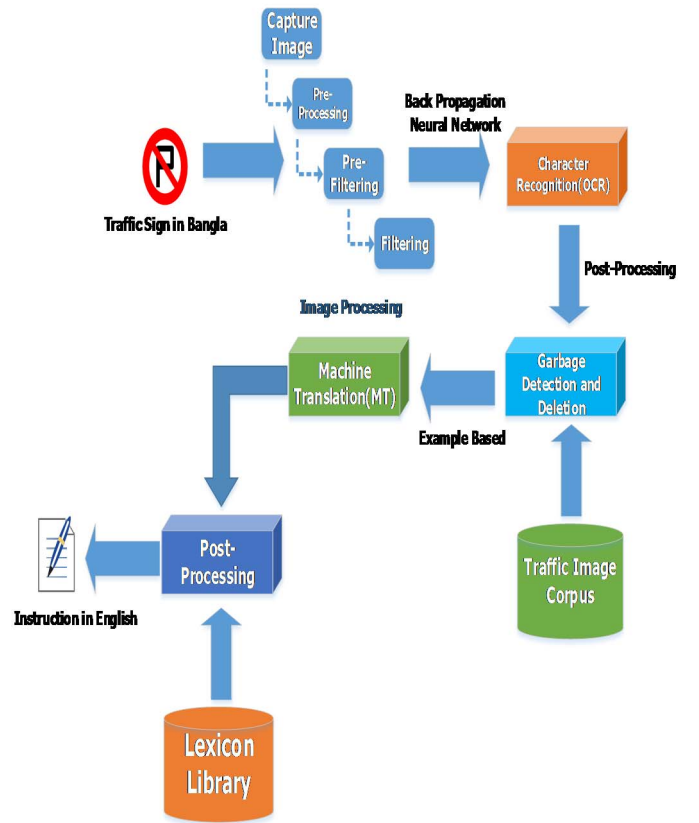 Capture
Image
Pre-
Processing
Pre-
Filtering
Filtering
Back Propagation
Neural Network
Character
Recognition(OCR)
P
Traffic Sign in Bangla
Post-Processing
Image Processing
Machine
Translation(MT)
Garbage
Detection and
Deletion
Example Based
Post-
Processing
Traffic Image
Corpus
Instruction in English
Lexicon
Library